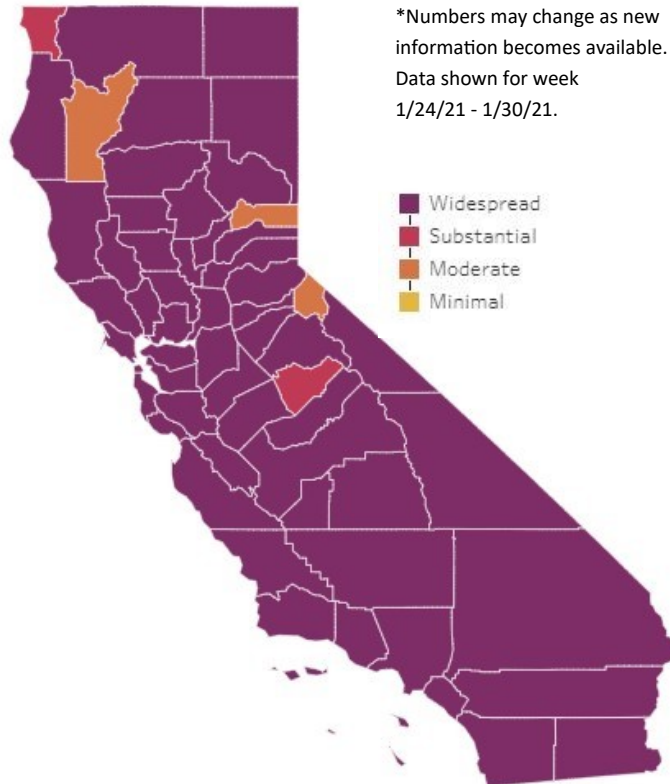 *Numbers may change as new
information becomes available.
Data shown for week
1/24/21 - 1/30/21.
Widespread
Substantial
Moderate
Minimal